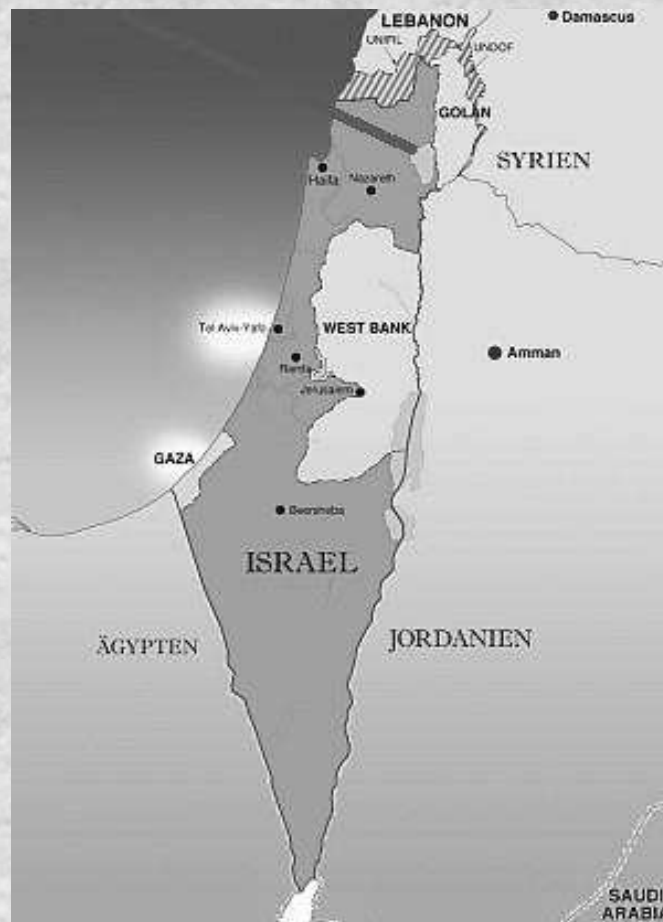 LEBANON
Damascus
UNIFIL
UNDOF
GOLAN
SYRIEN
Haifa
Nazareth
Tel Aviv-Yafo
WEST BANK
Amman
Ramla
Jerusalem
GAZA
Beersheba
ISRAEL
ÄGYPTEN
JORDANIEN
SAUDI
ARABIA